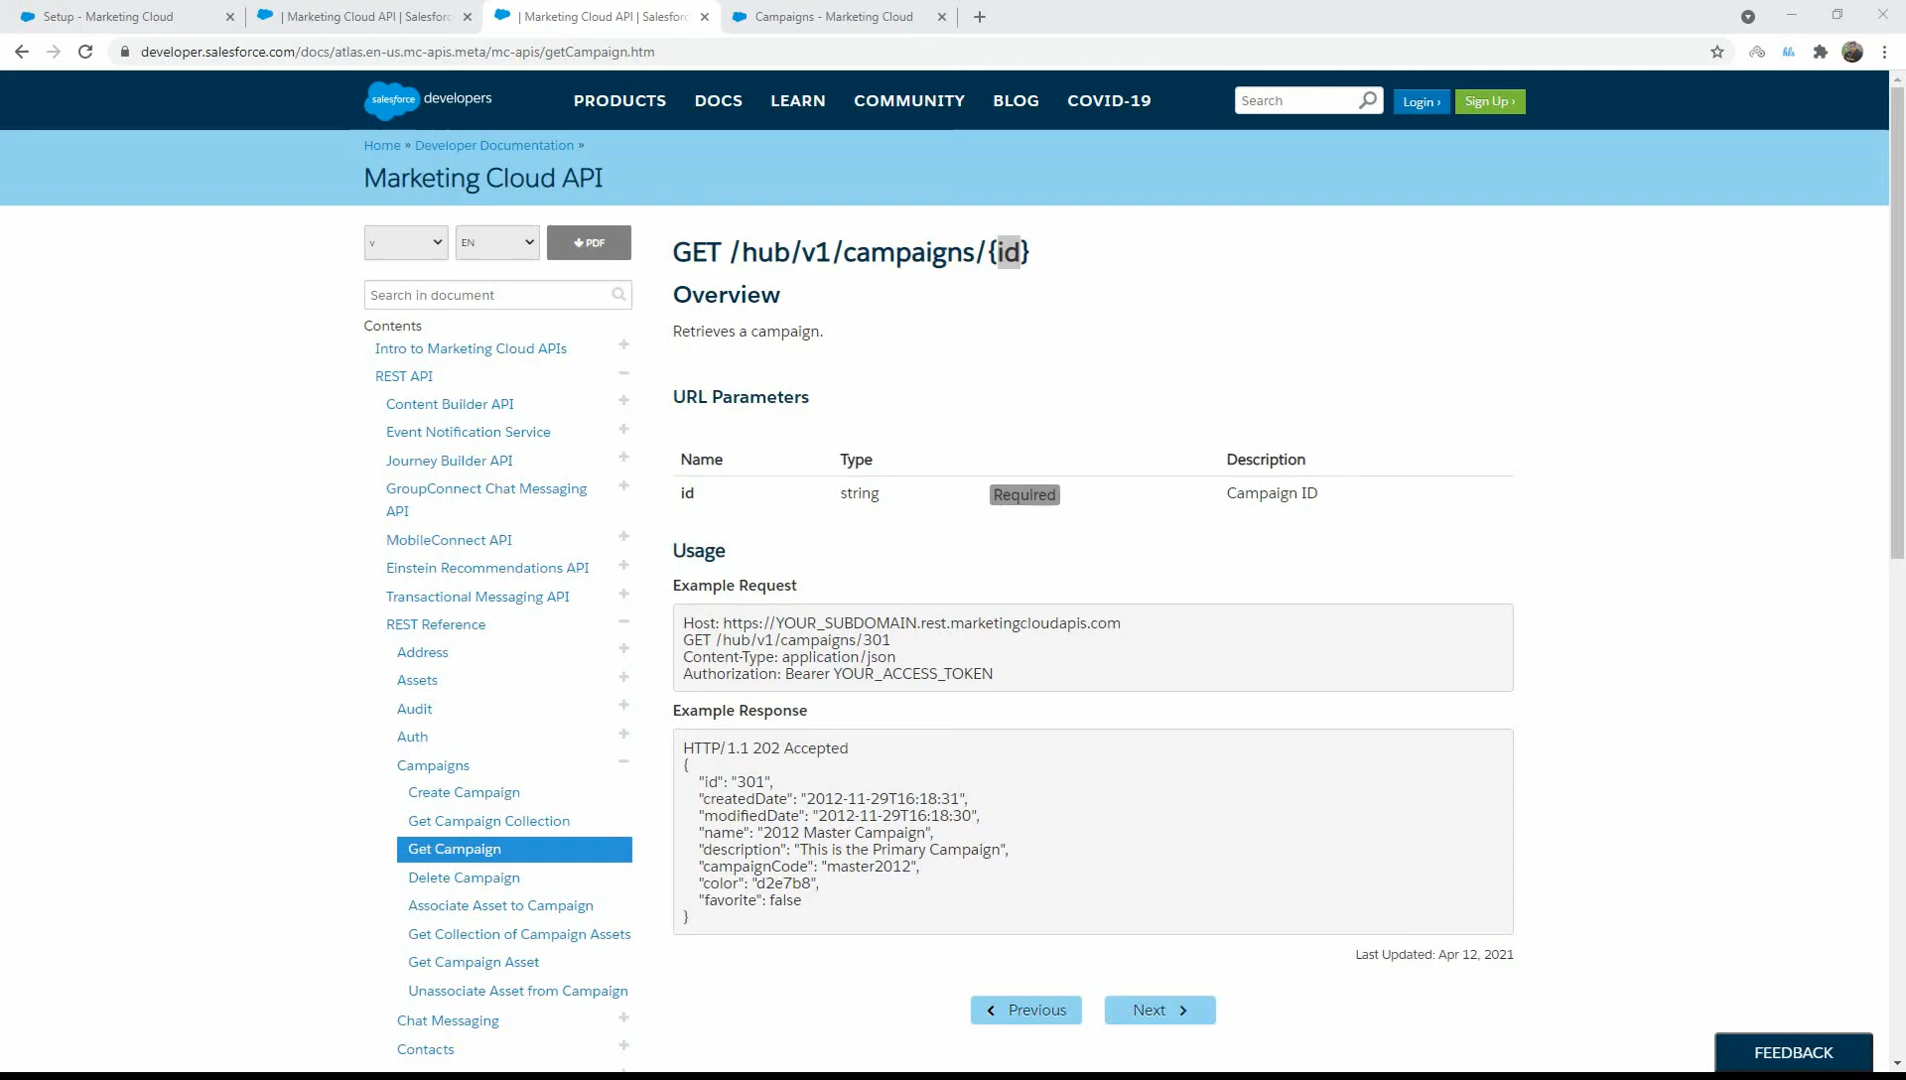 Setup - Marketing Cloud
| Marketing Cloud API | Salesforc
| Marketing Cloud API | Salesforc
Campaigns - Marketing Cloud
developer.salesforce.com/docs/atlas.en-us.mc-apis.meta/mc-apis/getCampaign.htm
salesforce developers
PRODUCTS
DOCS
LEARN
COMMUNITY
BLOG
COVID-19
Search
Login ›
Sign Up ›
Home » Developer Documentation »
Marketing Cloud API
v
EN
PDF
Search in document
Contents
Intro to Marketing Cloud APIs
REST API
Content Builder API
Event Notification Service
Journey Builder API
GroupConnect Chat Messaging
API
MobileConnect API
Einstein Recommendations API
Transactional Messaging API
REST Reference
Address
Assets
Audit
Auth
Campaigns
Create Campaign
Get Campaign Collection
Get Campaign
Delete Campaign
Associate Asset to Campaign
Get Collection of Campaign Assets
Get Campaign Asset
Unassociate Asset from Campaign
Chat Messaging
Contacts
GET /hub/v1/campaigns/{id}
Overview
Retrieves a campaign.
URL Parameters
Name Type Description
id string Required Campaign ID
Usage
Example Request
Host: https://YOUR_SUBDOMAIN.rest.marketingcloudapis.com
GET /hub/v1/campaigns/301
Content-Type: application/json
Authorization: Bearer YOUR_ACCESS_TOKEN
Example Response
HTTP/1.1 202 Accepted
{
"id": "301",
"createdDate": "2012-11-29T16:18:31",
"modifiedDate": "2012-11-29T16:18:30",
"name": "2012 Master Campaign",
"description": "This is the Primary Campaign",
"campaignCode": "master2012",
"color": "d2e7b8",
"favorite": false
}
Last Updated: Apr 12, 2021
Previous
Next
FEEDBACK